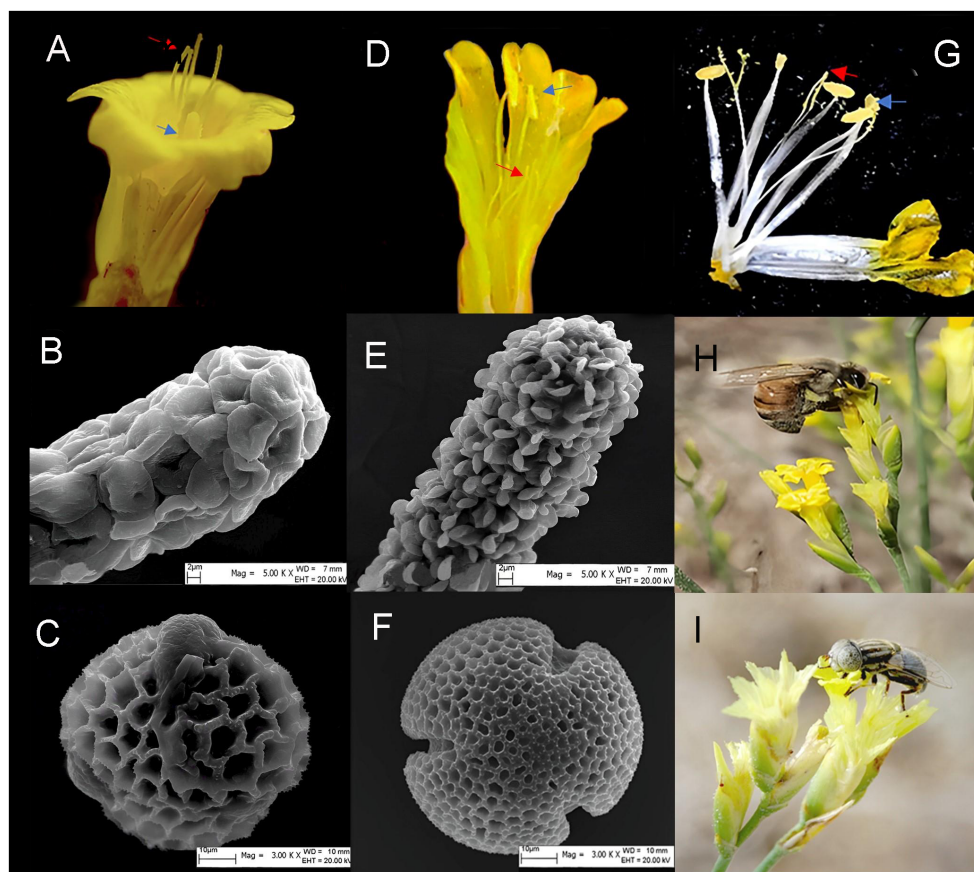 A
D
G
B
2µm
Mag = 5.00 K X
WD = 7 mm
EHT = 20.00 kV
E
2µm
Mag = 5.00 K X
WD = 7 mm
EHT = 20.00 kV
H
C
10µm
Mag = 3.00 K X
WD = 10 mm
EHT = 20.00 kV
F
10µm
Mag = 3.00 K X
WD = 10 mm
EHT = 20.00 kV
I